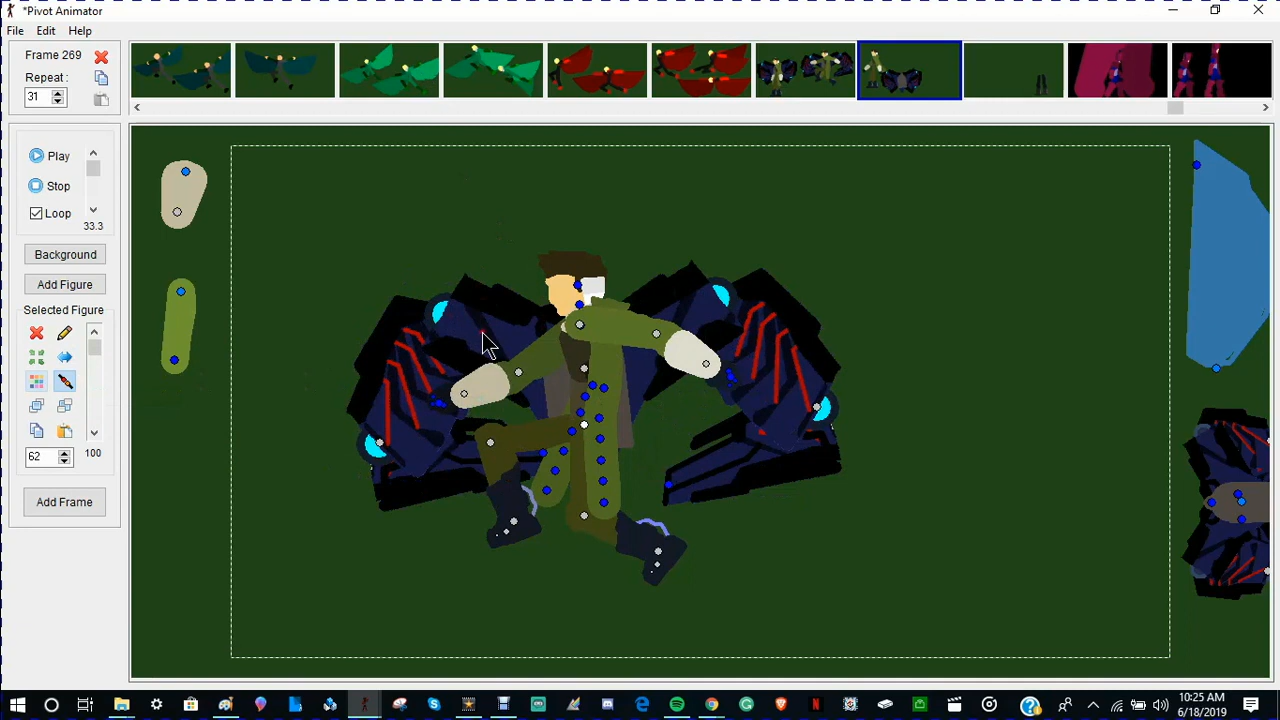 *Pivot Animator
File Edit Help
Frame 269
Repeat:
31
Play
Stop
Loop
33.3
Background
Add Figure
Selected Figure
62
100
Add Frame
10:25 AM
6/18/2019